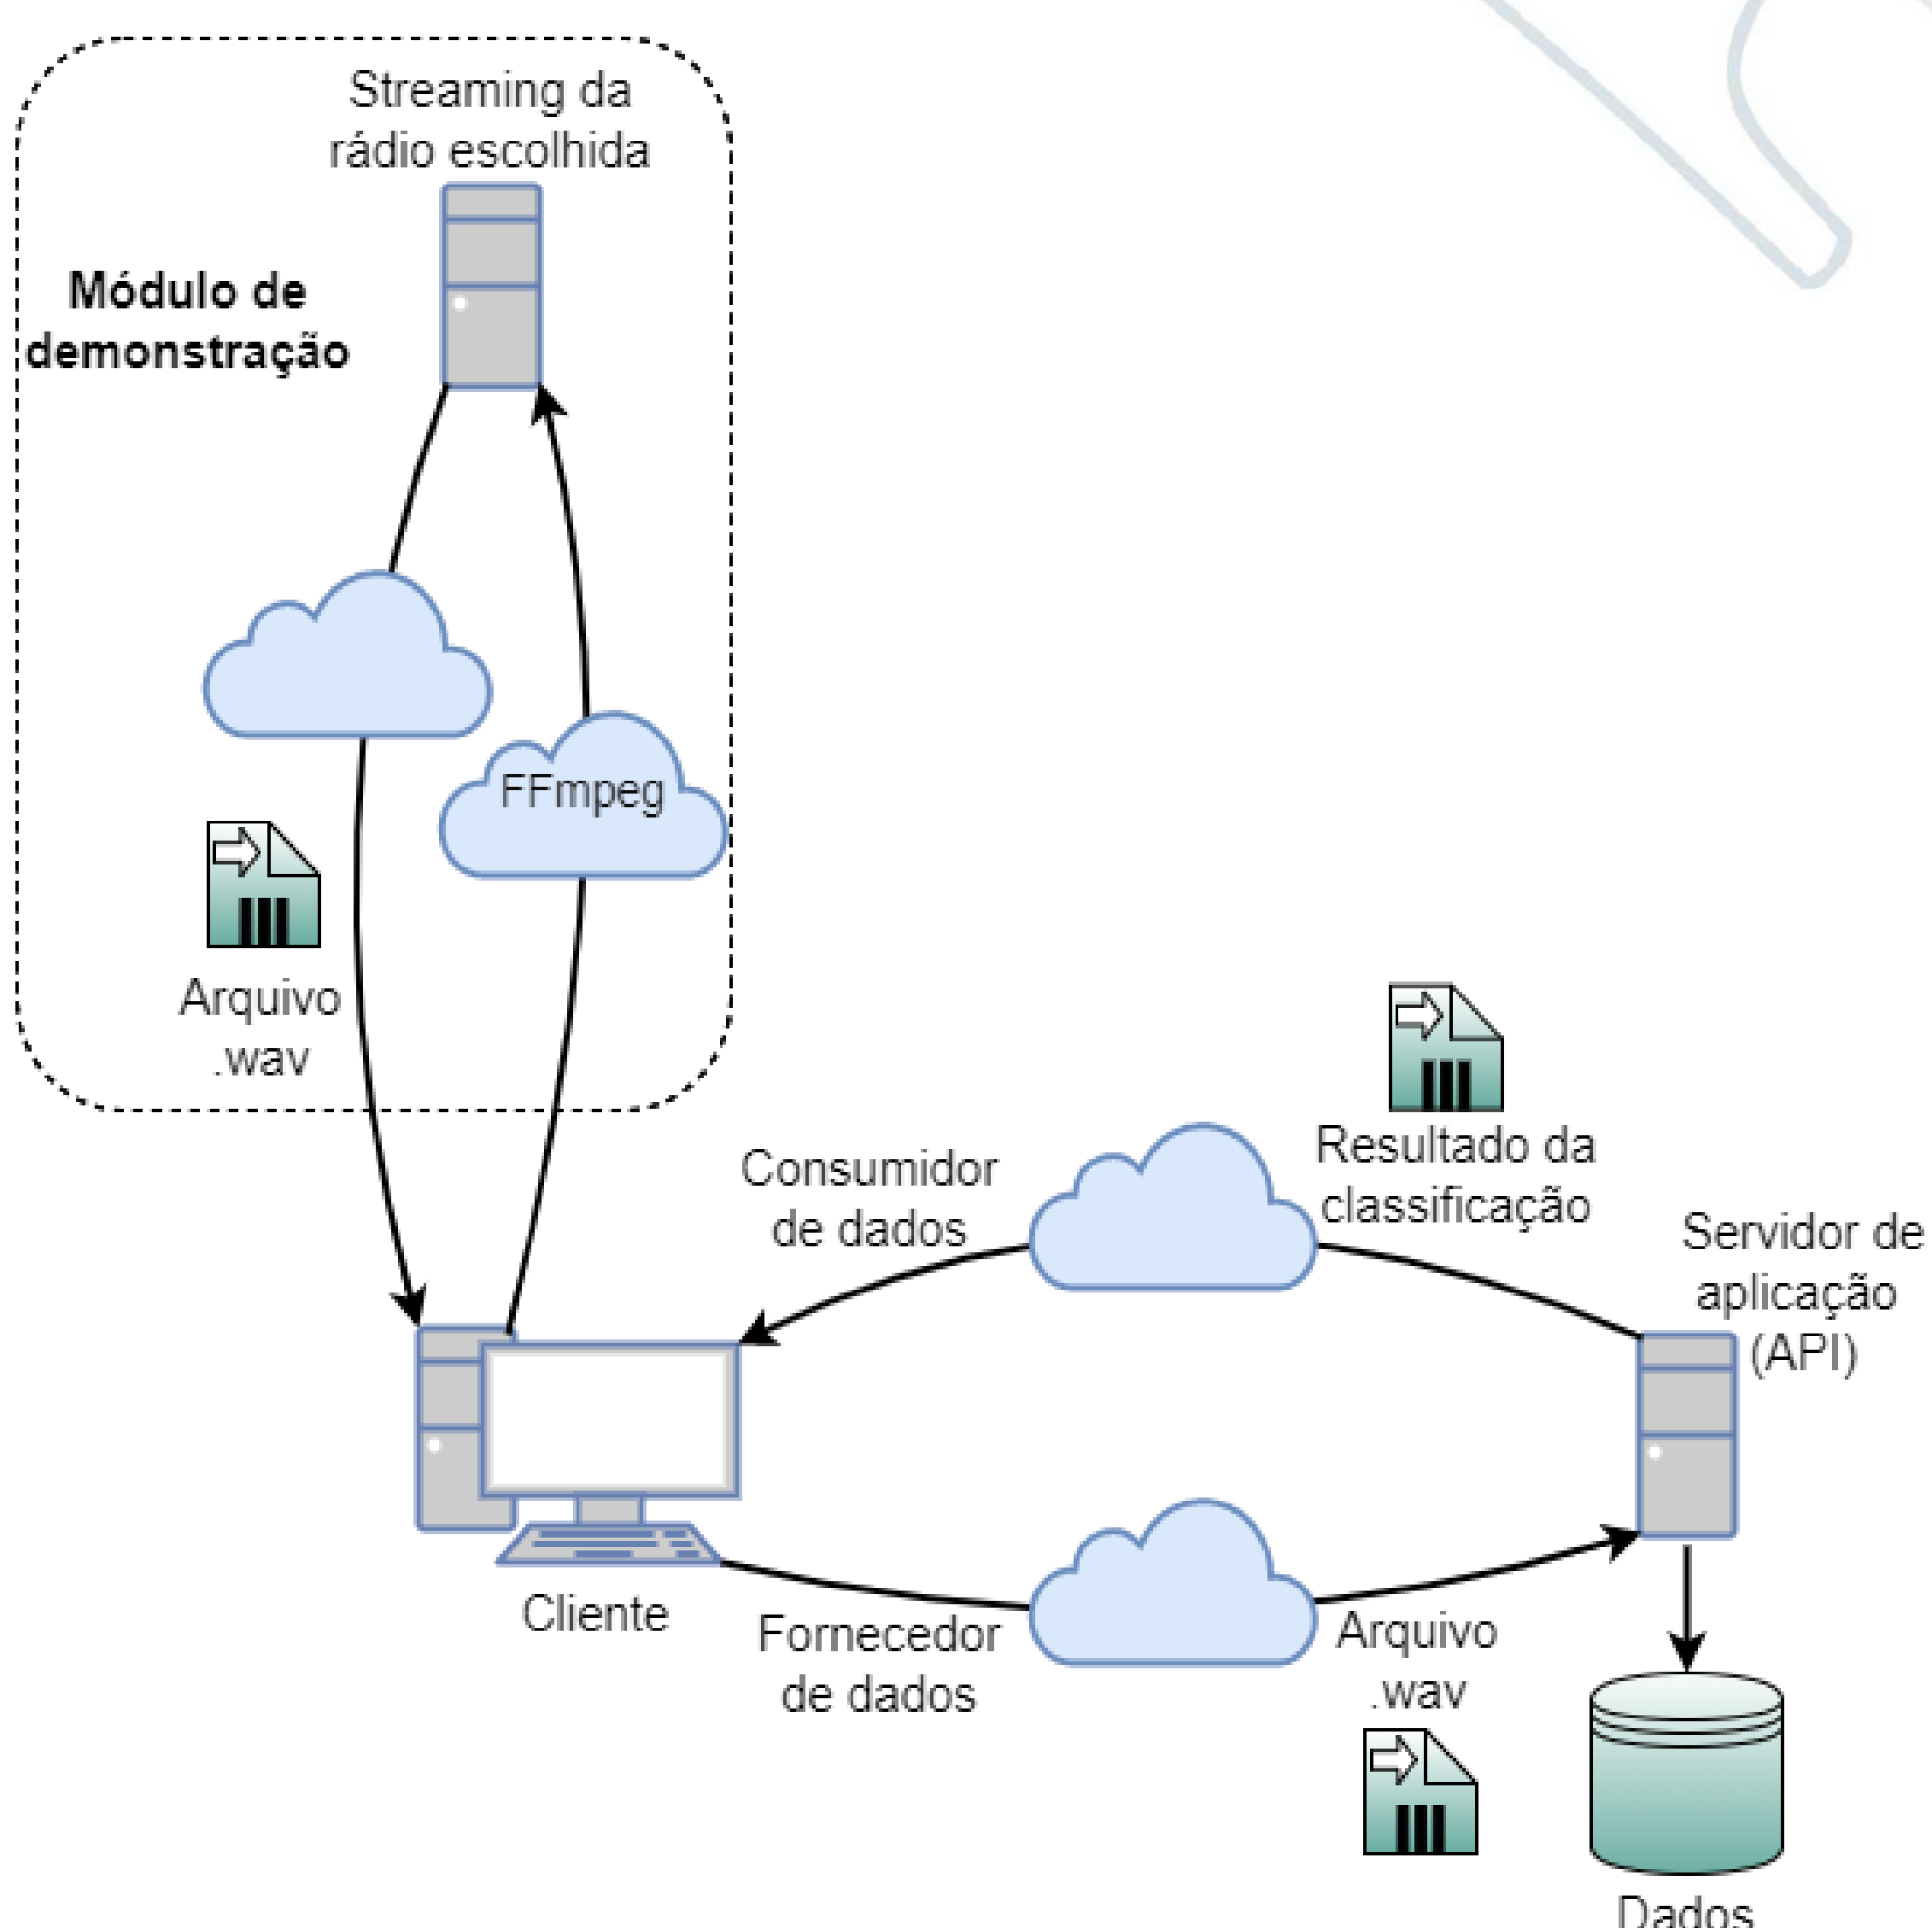 Streaming da
rádio escolhida
Módulo de
demonstração
FFmpeg
Arquivo
.wav
Consumidor
de dados
Resultado da
classificação
Servidor de
aplicação
(API)
Cliente
Fornecedor
de dados
Arquivo
.wav
Dados